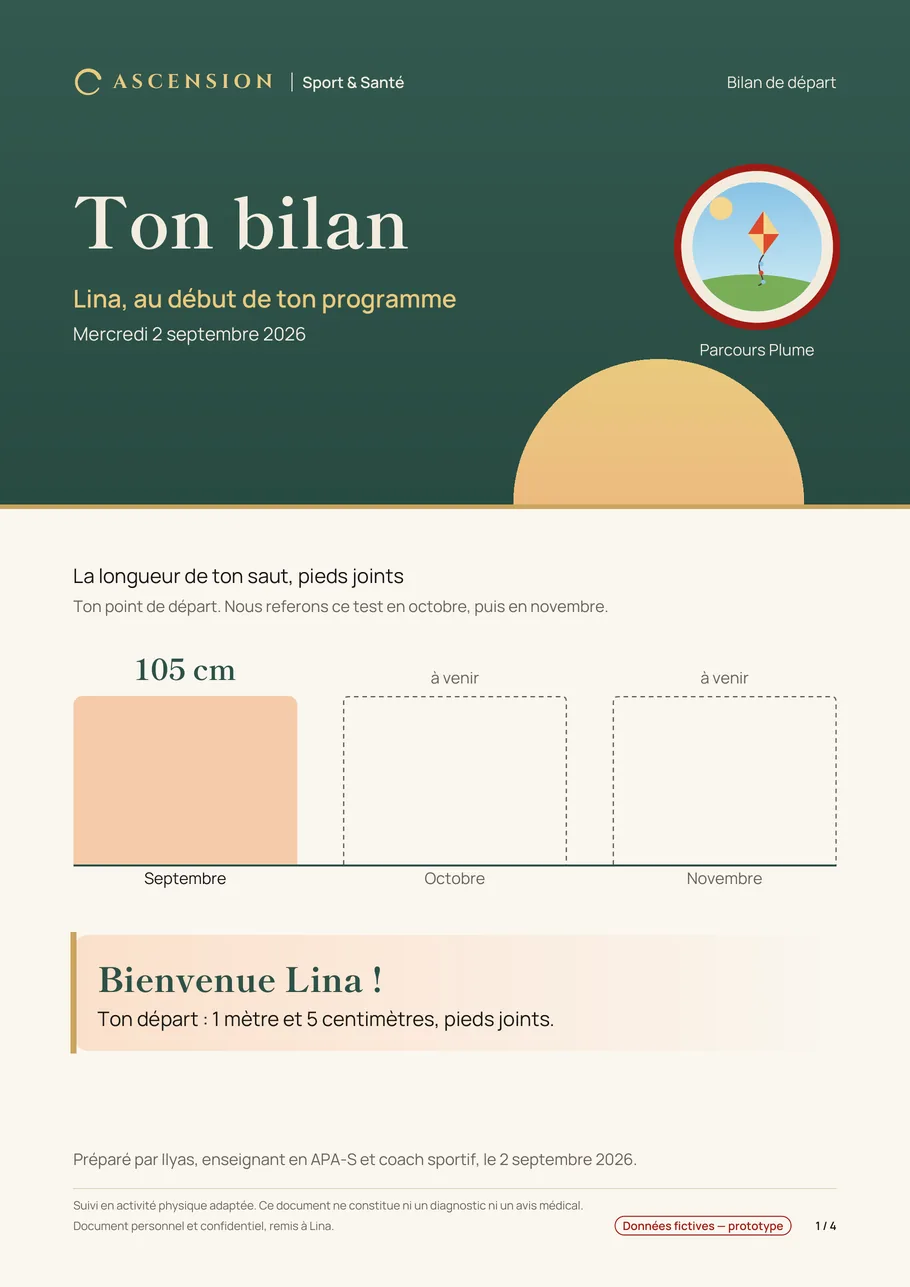 ASCENSION | Sport & Santé
Bilan de départ
Ton bilan
Lina, au début de ton programme
Mercredi 2 septembre 2026
Parcours Plume
La longueur de ton saut, pieds joints
Ton point de départ. Nous referons ce test en octobre, puis en novembre.
105 cm
à venir
à venir
Septembre
Octobre
Novembre
Bienvenue Lina !
Ton départ : 1 mètre et 5 centimètres, pieds joints.
Préparé par Ilyas, enseignant en APA-S et coach sportif, le 2 septembre 2026.
Suivi en activité physique adaptée. Ce document ne constitue ni un diagnostic ni un avis médical.
Document personnel et confidentiel, remis à Lina.
Données fictives — prototype
1 / 4